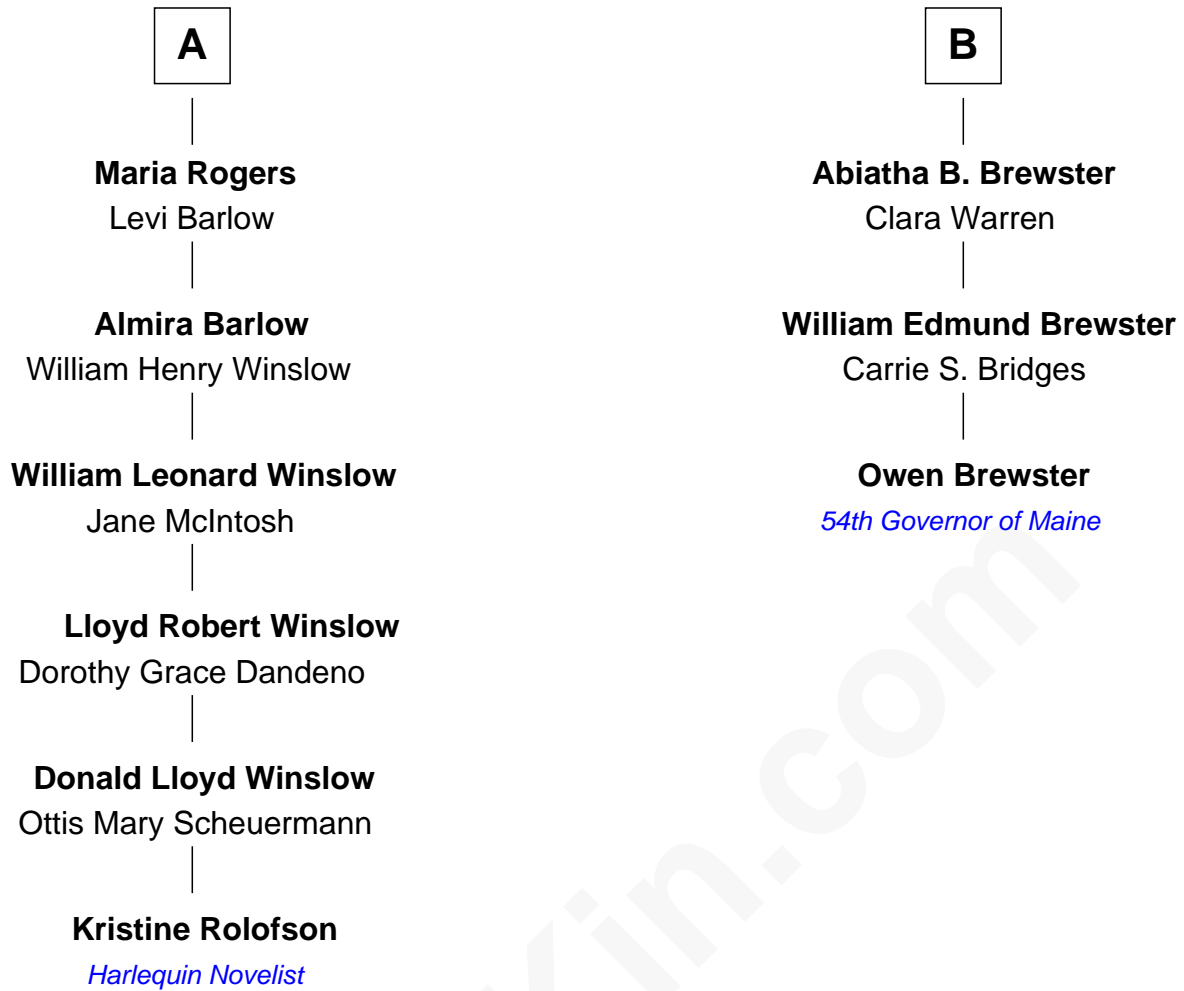 A
Maria Rogers
Levi Barlow
Almira Barlow
William Henry Winslow
William Leonard Winslow
Jane McIntosh
Lloyd Robert Winslow
Dorothy Grace Dandeno
Donald Lloyd Winslow
Ottis Mary Scheuermann
Kristine Rolofson
Harlequin Novelist
B
Abiatha B. Brewster
Clara Warren
William Edmund Brewster
Carrie S. Bridges
Owen Brewster
54th Governor of Maine
Kin.com